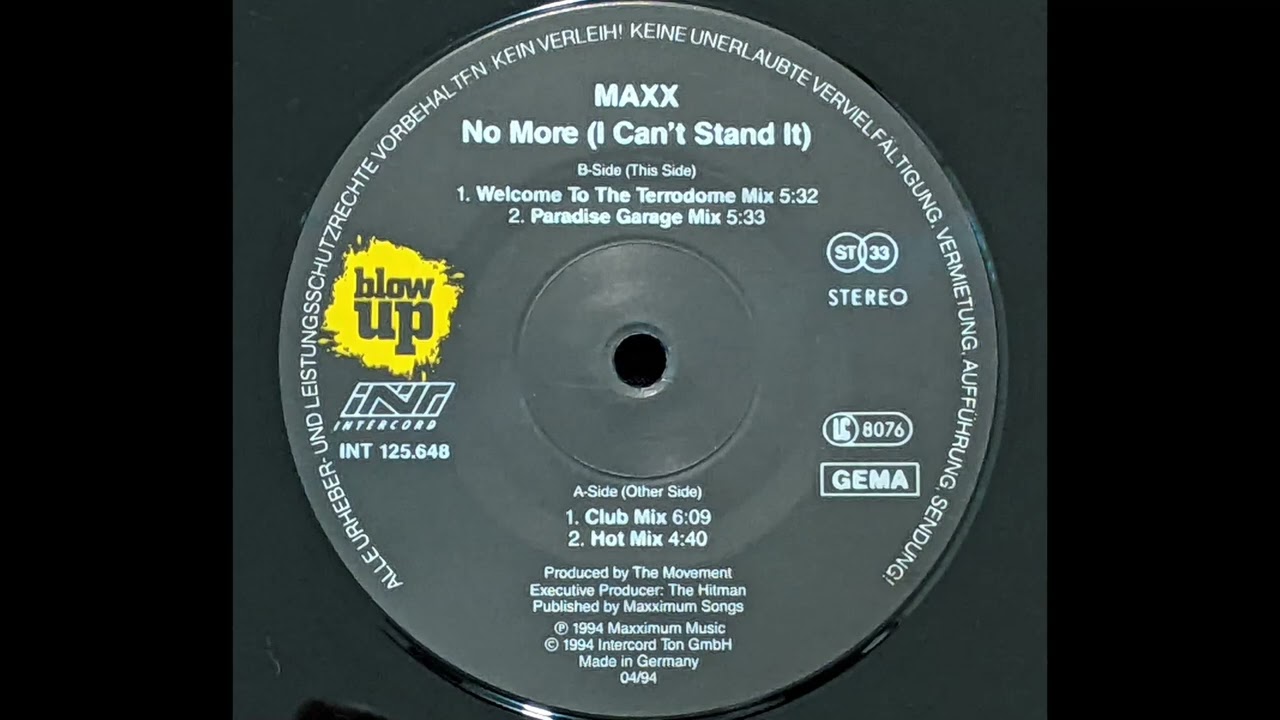 ALLE URHEBER- UND LEISTUNGSSCHUTZRECHTE VORBEHALTEN KEIN VERLEIH! KEINE UNERLAUBTE VERVIELFÄLTIGUNG, VERMIETUNG, AUFFÜHRUNG, SENDUNG!
MAXX
No More (I Can't Stand It)
B-Side (This Side)
1. Welcome To The Terrodome Mix 5:32
2. Paradise Garage Mix 5:33
blow
up
INT
INTERCORD
INT 125.648
ST 33
STEREO
LC 8076
GEMA
A-Side (Other Side)
1. Club Mix 6:09
2. Hot Mix 4:40
Produced by The Movement
Executive Producer: The Hitman
Published by Maxximum Songs
℗ 1994 Maxximum Music
© 1994 Intercord Ton GmbH
Made in Germany
04/94